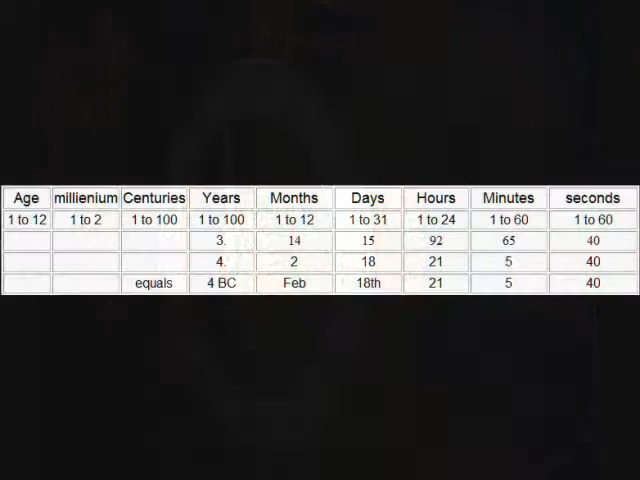 Age millienium Centuries Years Months Days Hours Minutes seconds
1 to 12 1 to 2 1 to 100 1 to 100 1 to 12 1 to 31 1 to 24 1 to 60 1 to 60
3. 14 15 92 65 40
4. 2 18 21 5 40
equals 4 BC Feb 18th 21 5 40